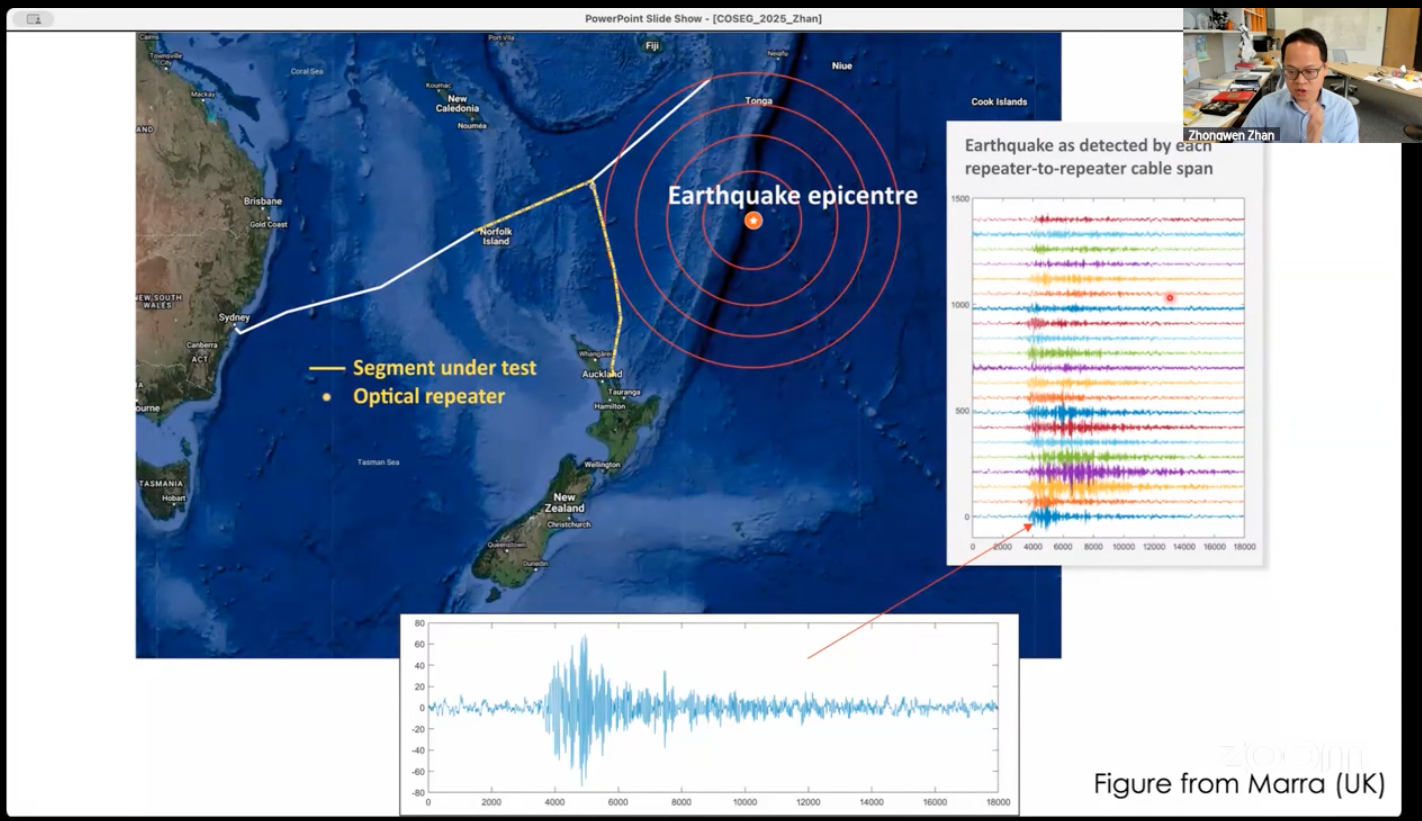 PowerPoint Slide Show - [COSEG_2025_Zhan]
Zhongwen Zhan
Cairns
Townsville
City
Mackay
Coral Sea
Port Vila
Fiji
Niue
Tonga
Cook Islands
Koumac
New
Caledonia
Nouméa
AND
Brisbane
Gold Coast
Norfolk
Island
Earthquake epicentre
NEW SOUTH
WALES
Sydney
Canberra
ACT
ourne
TASMANIA
Hobart
Tasman Sea
Segment under test
Optical repeater
Whangārei
Auckland
Tauranga
Hamilton
Wellington
New
Zealand
Christchurch
Queenstown
Dunedin
Earthquake as detected by each
repeater-to-repeater cable span
1500
1000
500
0
0 2000 4000 6000 8000 10000 12000 14000 16000 18000
80
60
40
20
0
-20
-40
-60
-80
0 2000 4000 6000 8000 10000 12000 14000 16000 18000
zoom
Figure from Marra (UK)